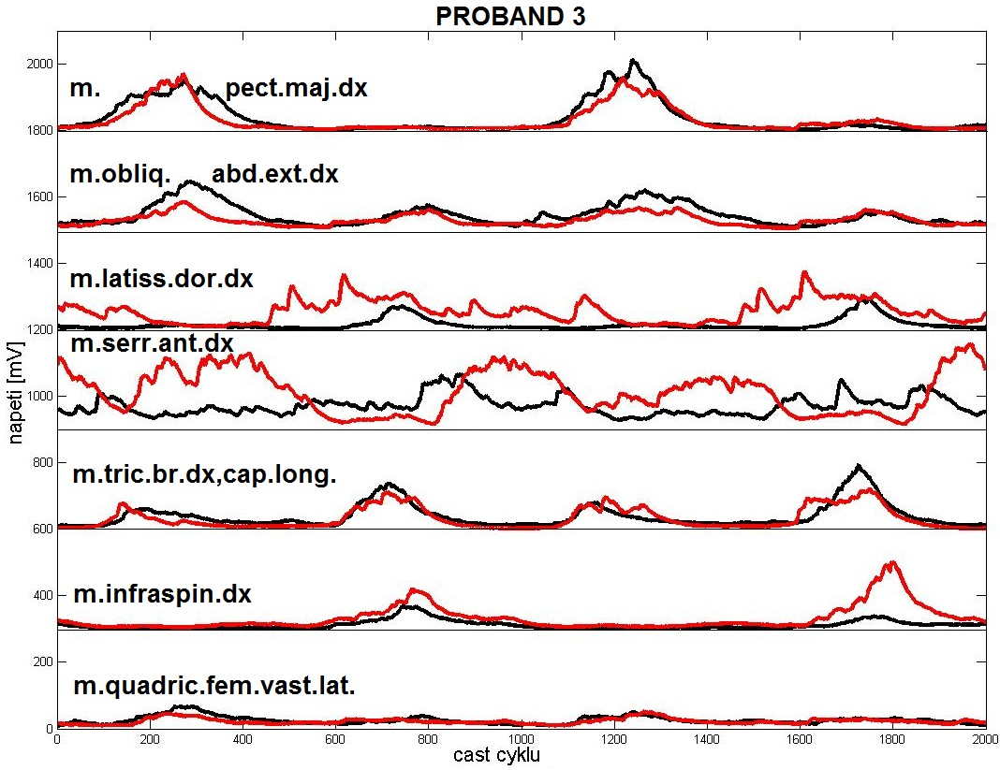 PROBAND 3
2000
m. pect.maj.dx
1800
m.obliq. abd.ext.dx
1600
1400
m.latiss.dor.dx
1200
m.serr.ant.dx
1000
napeti [mV]
800
m.tric.br.dx,cap.long.
600
m.infraspin.dx
400
200
m.quadric.fem.vast.lat.
0
0 200 400 600 800 1000 1200 1400 1600 1800 2000
cast cyklu